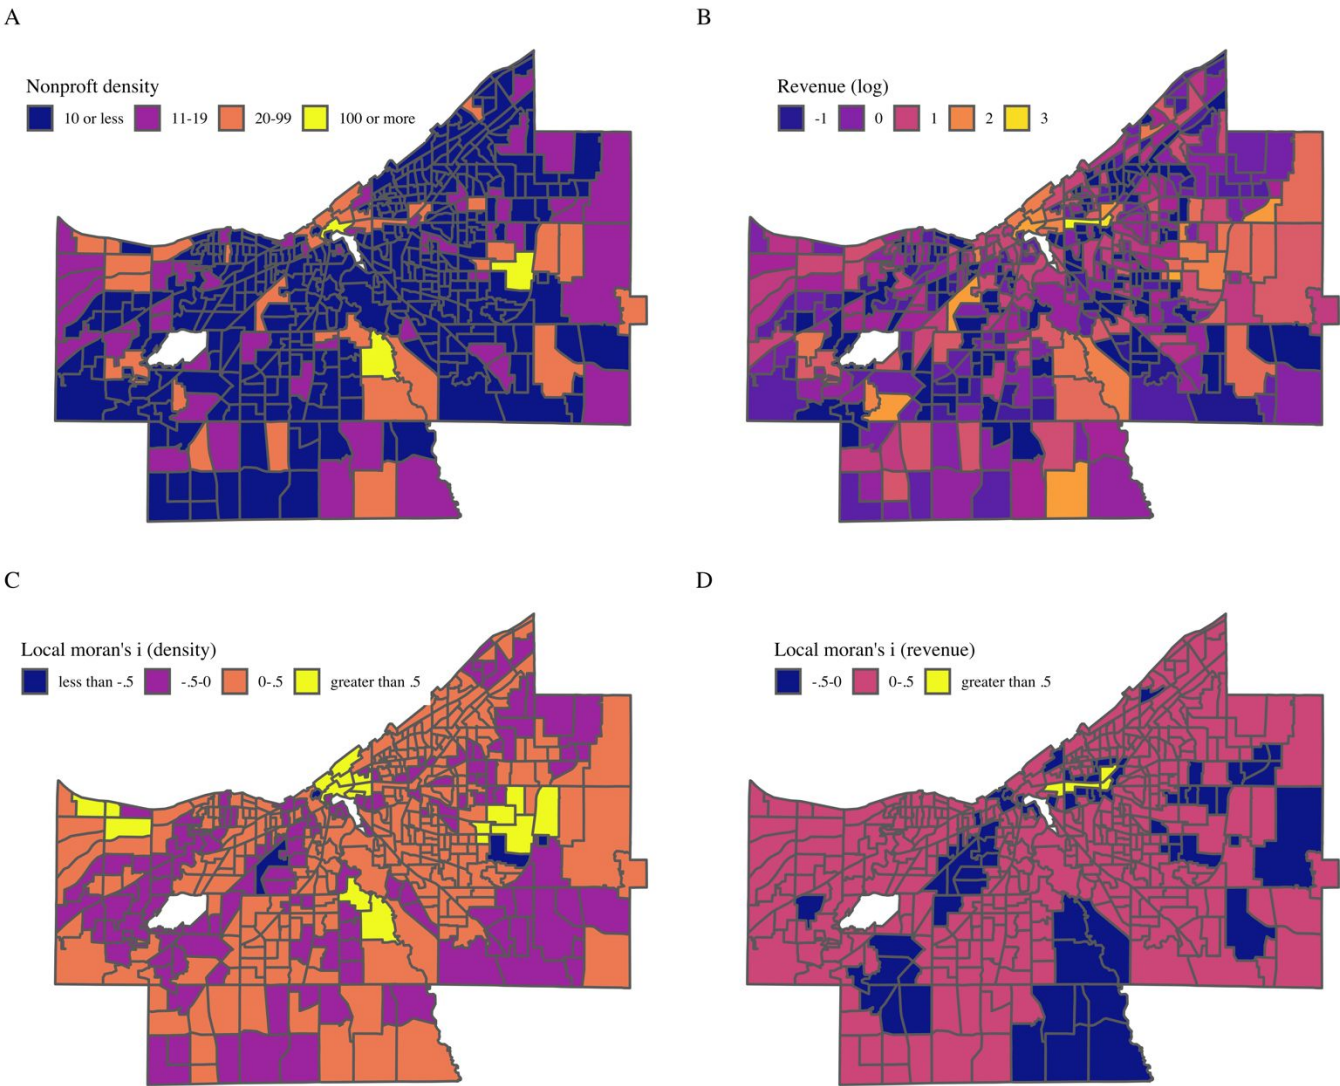 A
B
Nonproft density
10 or less 11-19 20-99 100 or more
Revenue (log)
-1 0 1 2 3
C
D
Local moran's i (density)
less than -.5 -.5-0 0-.5 greater than .5
Local moran's i (revenue)
-.5-0 0-.5 greater than .5